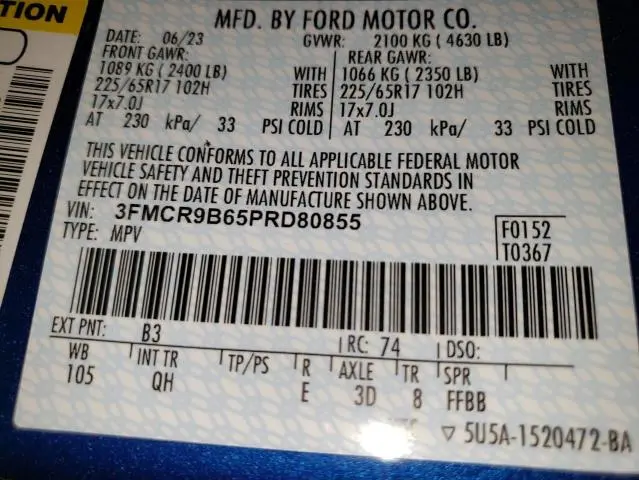 TION
MFD. BY FORD MOTOR CO.
DATE: 06/23 GVWR: 2100 KG ( 4630 LB)
FRONT GAWR: REAR GAWR:
1089 KG ( 2400 LB) WITH 1066 KG ( 2350 LB) WITH
225/65R17 102H TIRES 225/65R17 102H TIRES
17x7.0J RIMS 17x7.0J RIMS
AT 230 kPa/ 33 PSI COLD AT 230 kPa/ 33 PSI COLD
THIS VEHICLE CONFORMS TO ALL APPLICABLE FEDERAL MOTOR
VEHICLE SAFETY AND THEFT PREVENTION STANDARDS IN
EFFECT ON THE DATE OF MANUFACTURE SHOWN ABOVE.
VIN: 3FMCR9B65PRD80855 F0152
TYPE: MPV T0367
EXT PNT: B3 RC: 74 DSO:
WB INT TR TP/PS R AXLE TR SPR
105 QH E 3D 8 FFBB
▽ 5U5A-1520472-BA